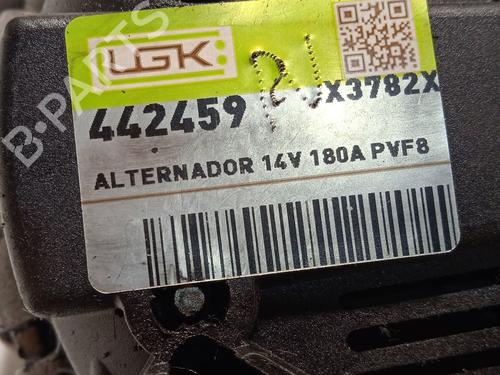 UGK
442459
X3782X
ALTERNADOR 14V 180A PVF8
B-PARTS